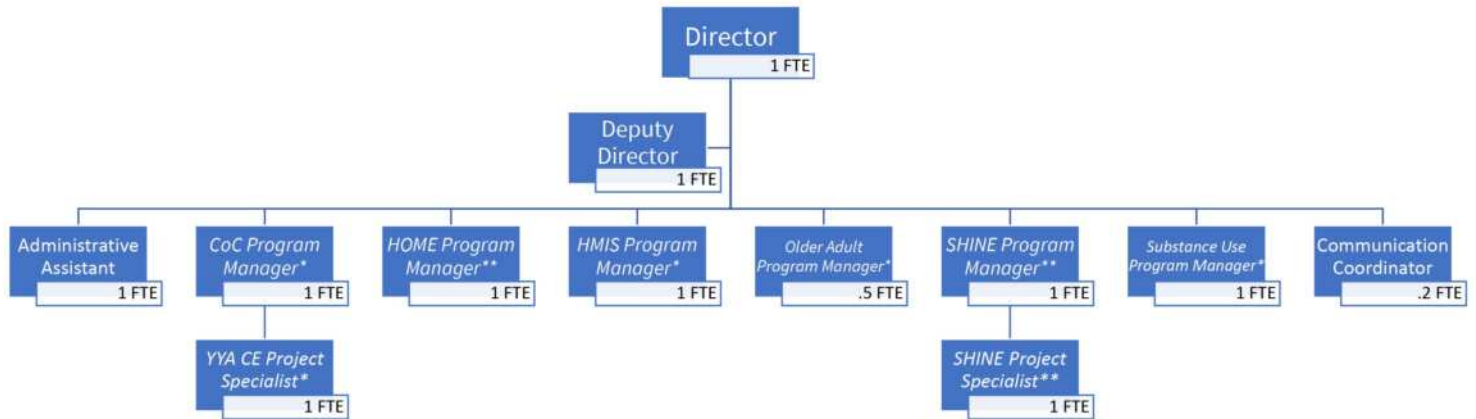 Director
1 FTE
Deputy
Director
1 FTE
Administrative
Assistant
1 FTE
CoC Program
Manager*
1 FTE
HOME Program
Manager**
1 FTE
HMIS Program
Manager*
1 FTE
Older Adult
Program Manager*
.5 FTE
SHINE Program
Manager**
1 FTE
Substance Use
Program Manager*
1 FTE
Communication
Coordinator
.2 FTE
YYA CE Project
Specialist*
1 FTE
SHINE Project
Specialist**
1 FTE